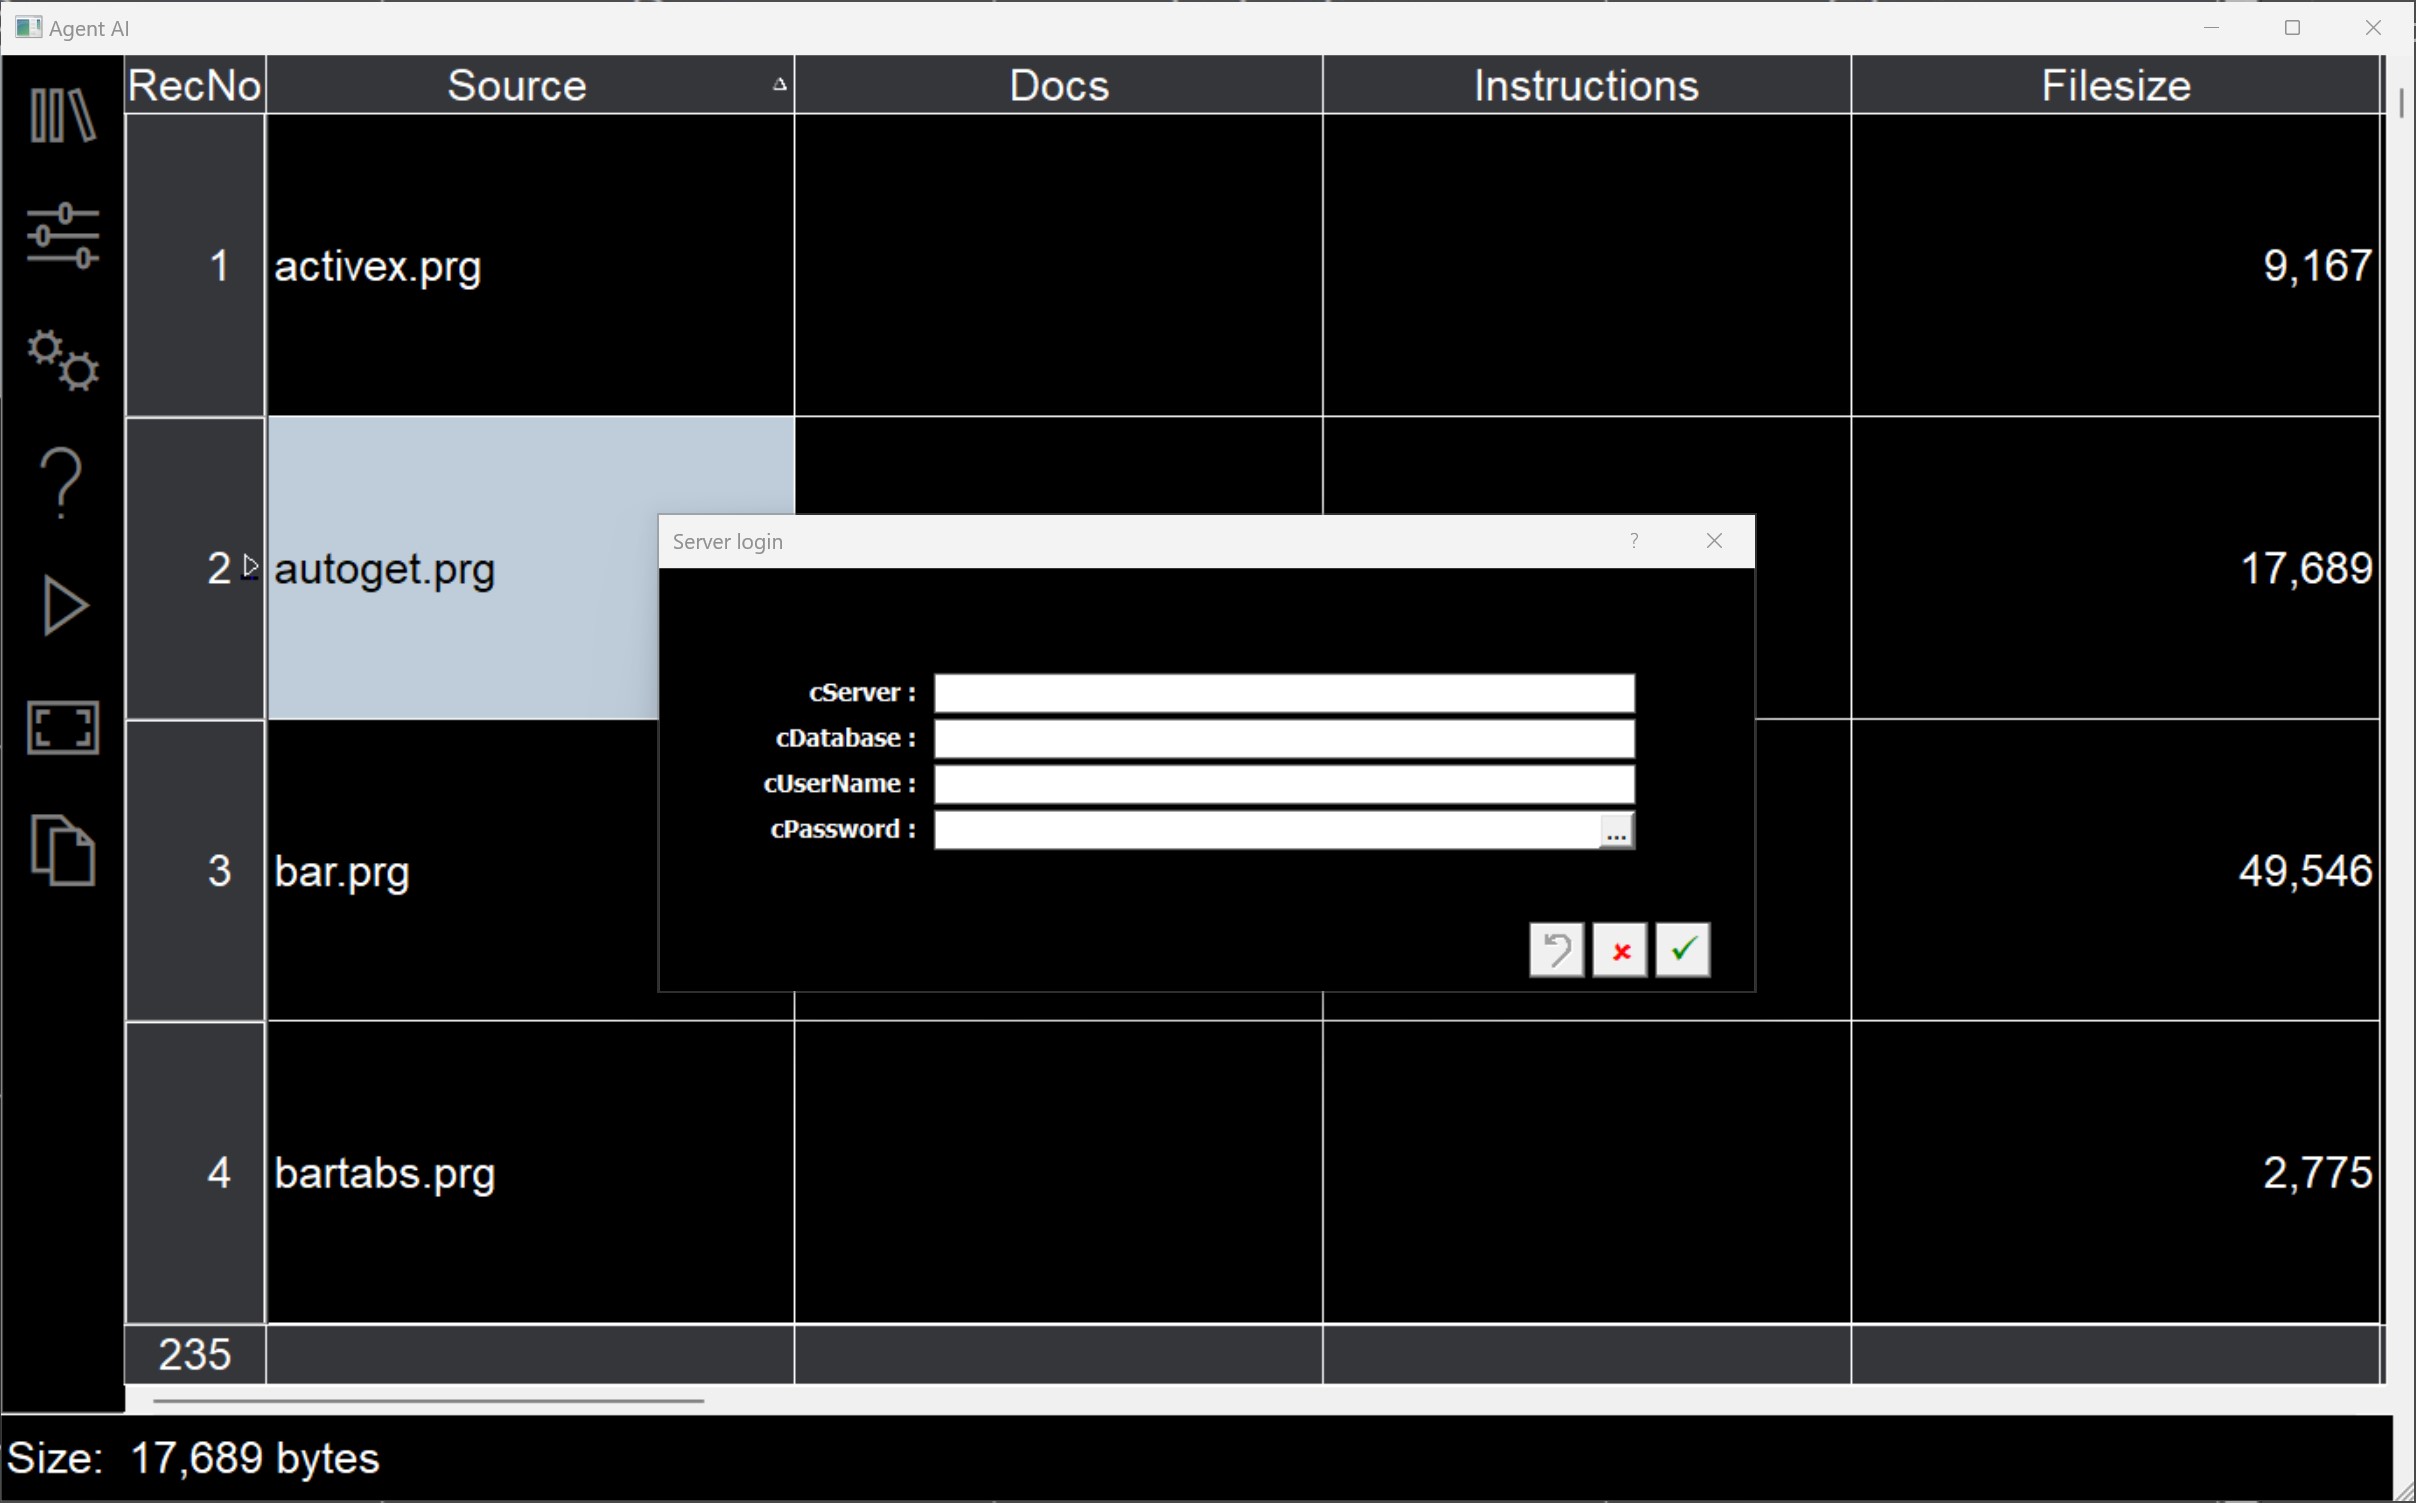 Agent AI
RecNo Source Docs Instructions Filesize
1 activex.prg 9,167
2 autoget.prg 17,689
Server login ?
cServer :
cDatabase :
cUserName :
cPassword : ...
3 bar.prg 49,546
4 bartabs.prg 2,775
235
Size: 17,689 bytes